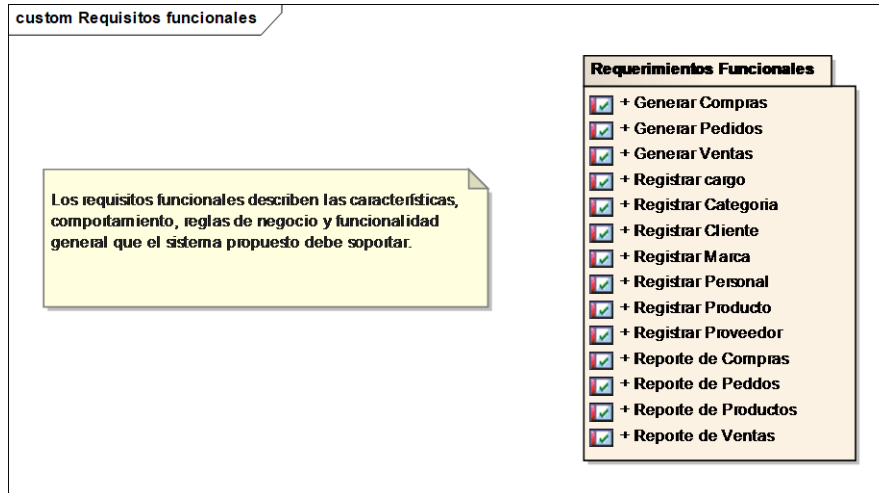 custom Requisitos funcionales
Requerimientos Funcionales
+ Generar Compras
+ Generar Pedidos
+ Generar Ventas
+ Registrar cargo
+ Registrar Categoria
+ Registrar Cliente
+ Registrar Marca
+ Registrar Personal
+ Registrar Producto
+ Registrar Proveedor
+ Reporte de Compras
+ Reporte de Peddos
+ Reporte de Productos
+ Reporte de Ventas
Los requisitos funcionales describen las características,
comportamiento, reglas de negocio y funcionalidad
general que el sistema propuesto debe soportar.